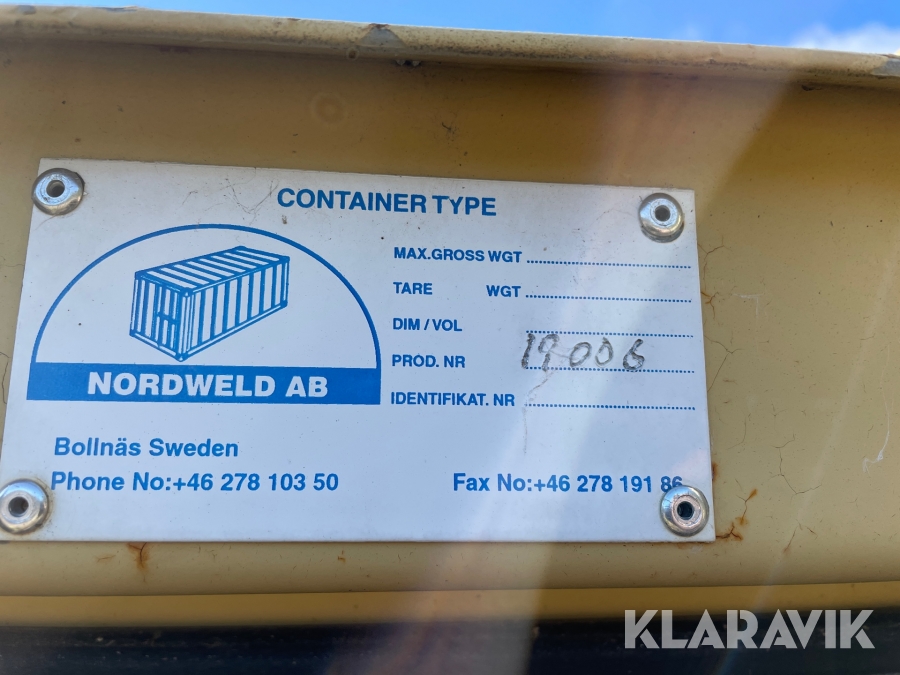 CONTAINER TYPE
MAX.GROSS WGT
TARE WGT
DIM / VOL
PROD. NR 19006
IDENTIFIKAT. NR
NORDWELD AB
Bollnäs Sweden
Phone No:+46 278 103 50
Fax No:+46 278 191 86
KLARAVIK